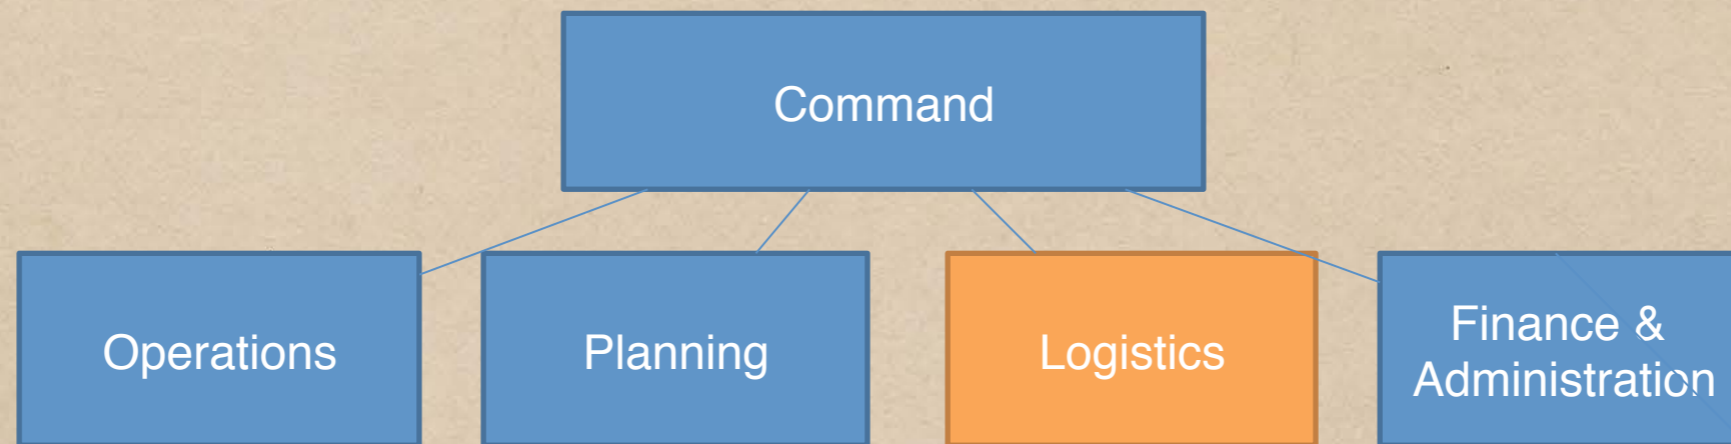 Command
Operations
Planning
Logistics
Finance &
Administration